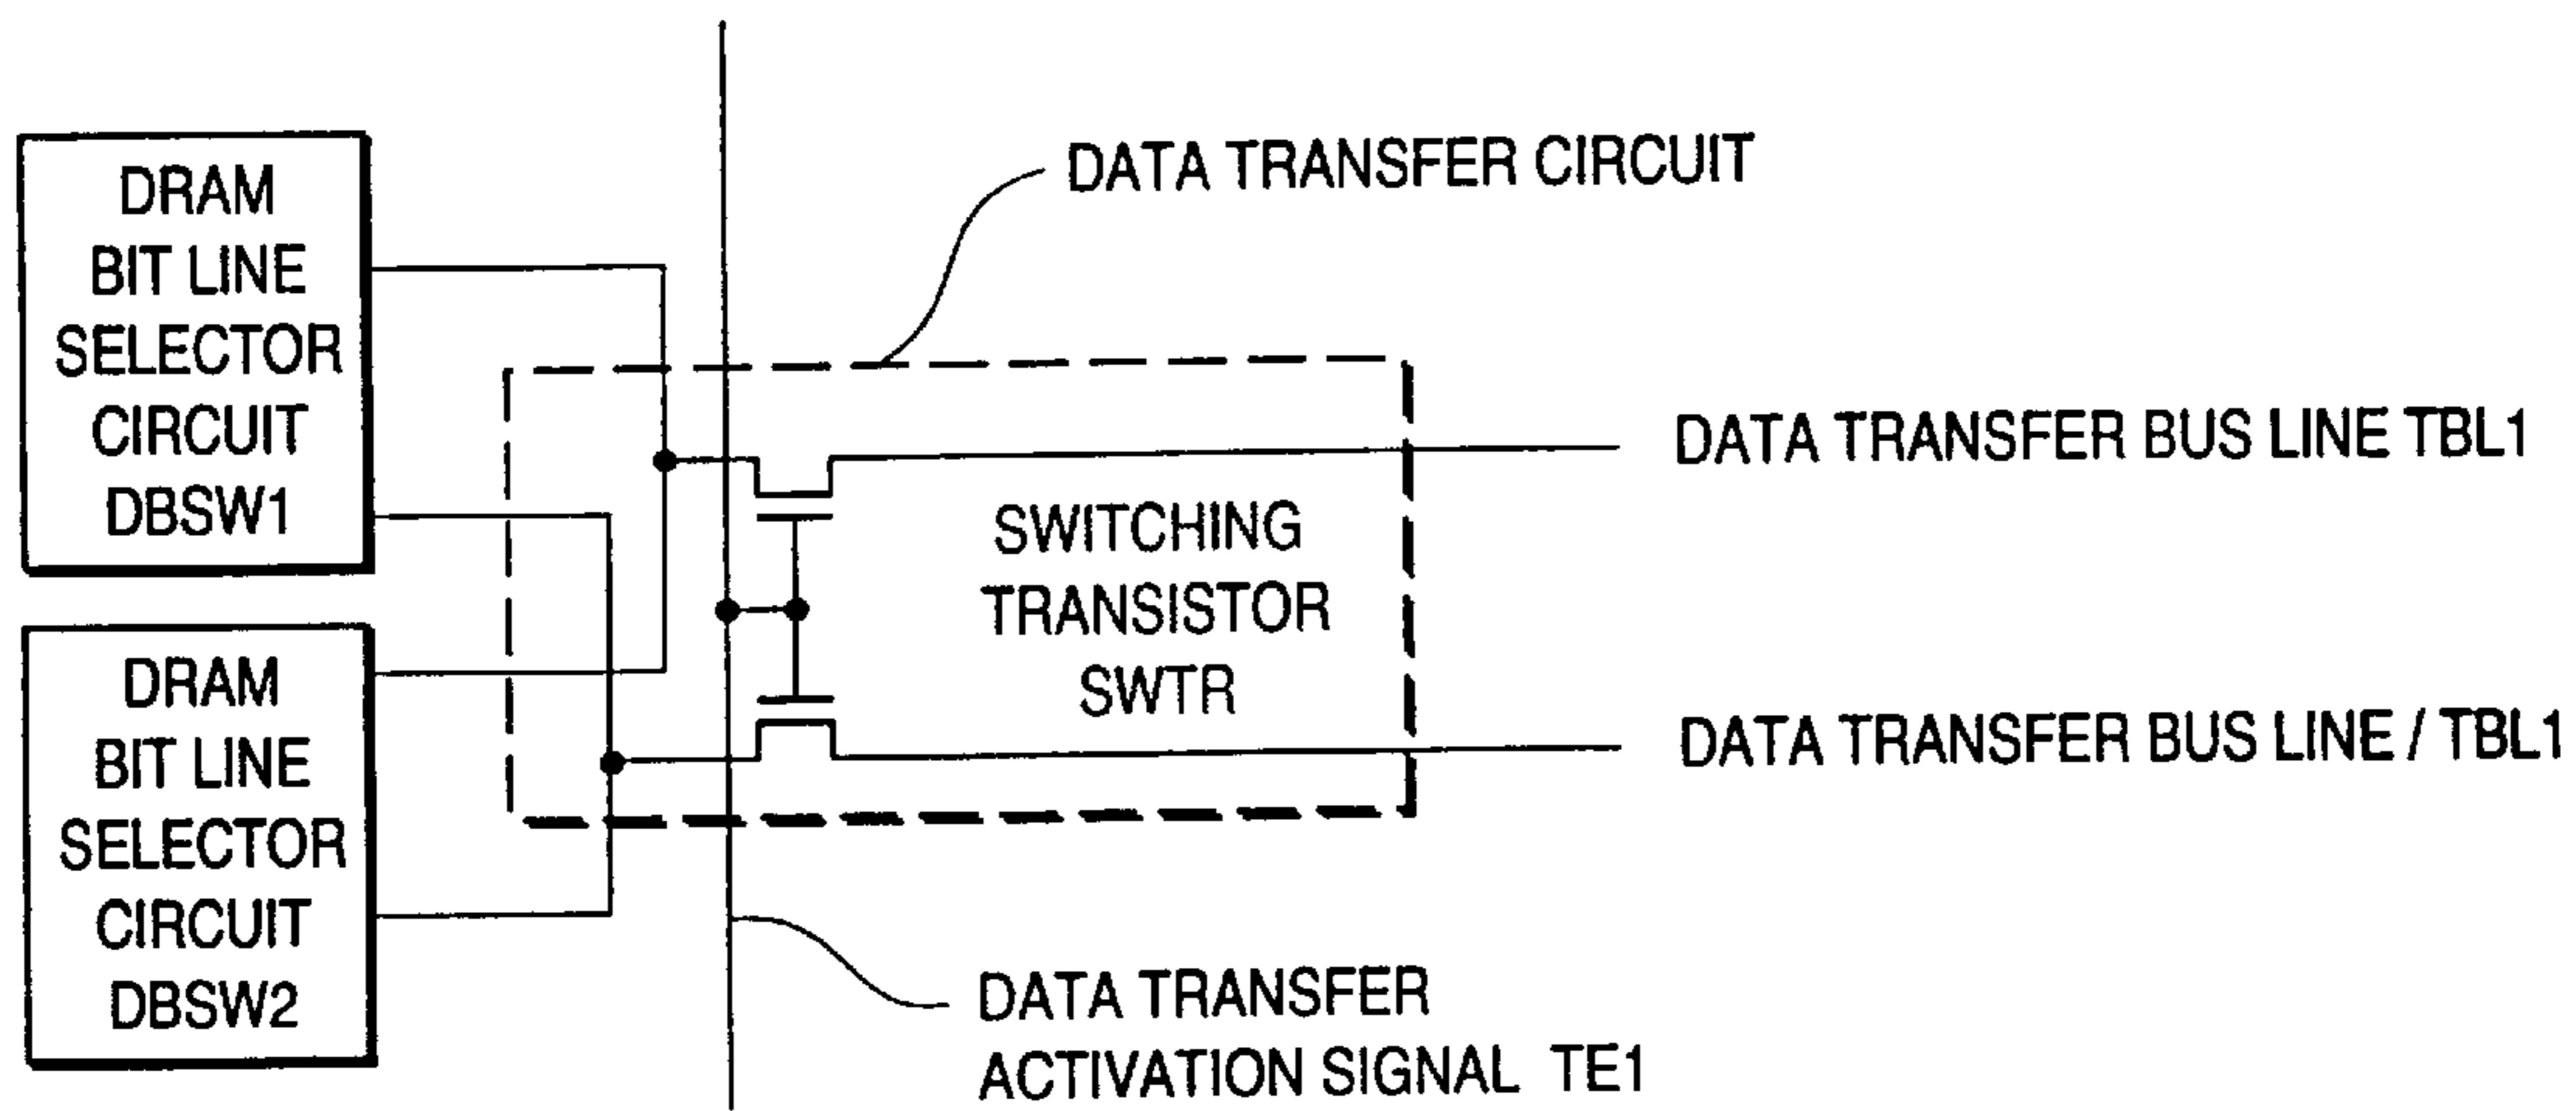 DRAM
BIT LINE
SELECTOR
CIRCUIT
DBSW1
DATA TRANSFER CIRCUIT
DATA TRANSFER BUS LINE TBL1
SWITCHING
TRANSISTOR
SWTR
DATA TRANSFER BUS LINE / TBL1
DRAM
BIT LINE
SELECTOR
CIRCUIT
DBSW2
DATA TRANSFER
ACTIVATION SIGNAL TE1